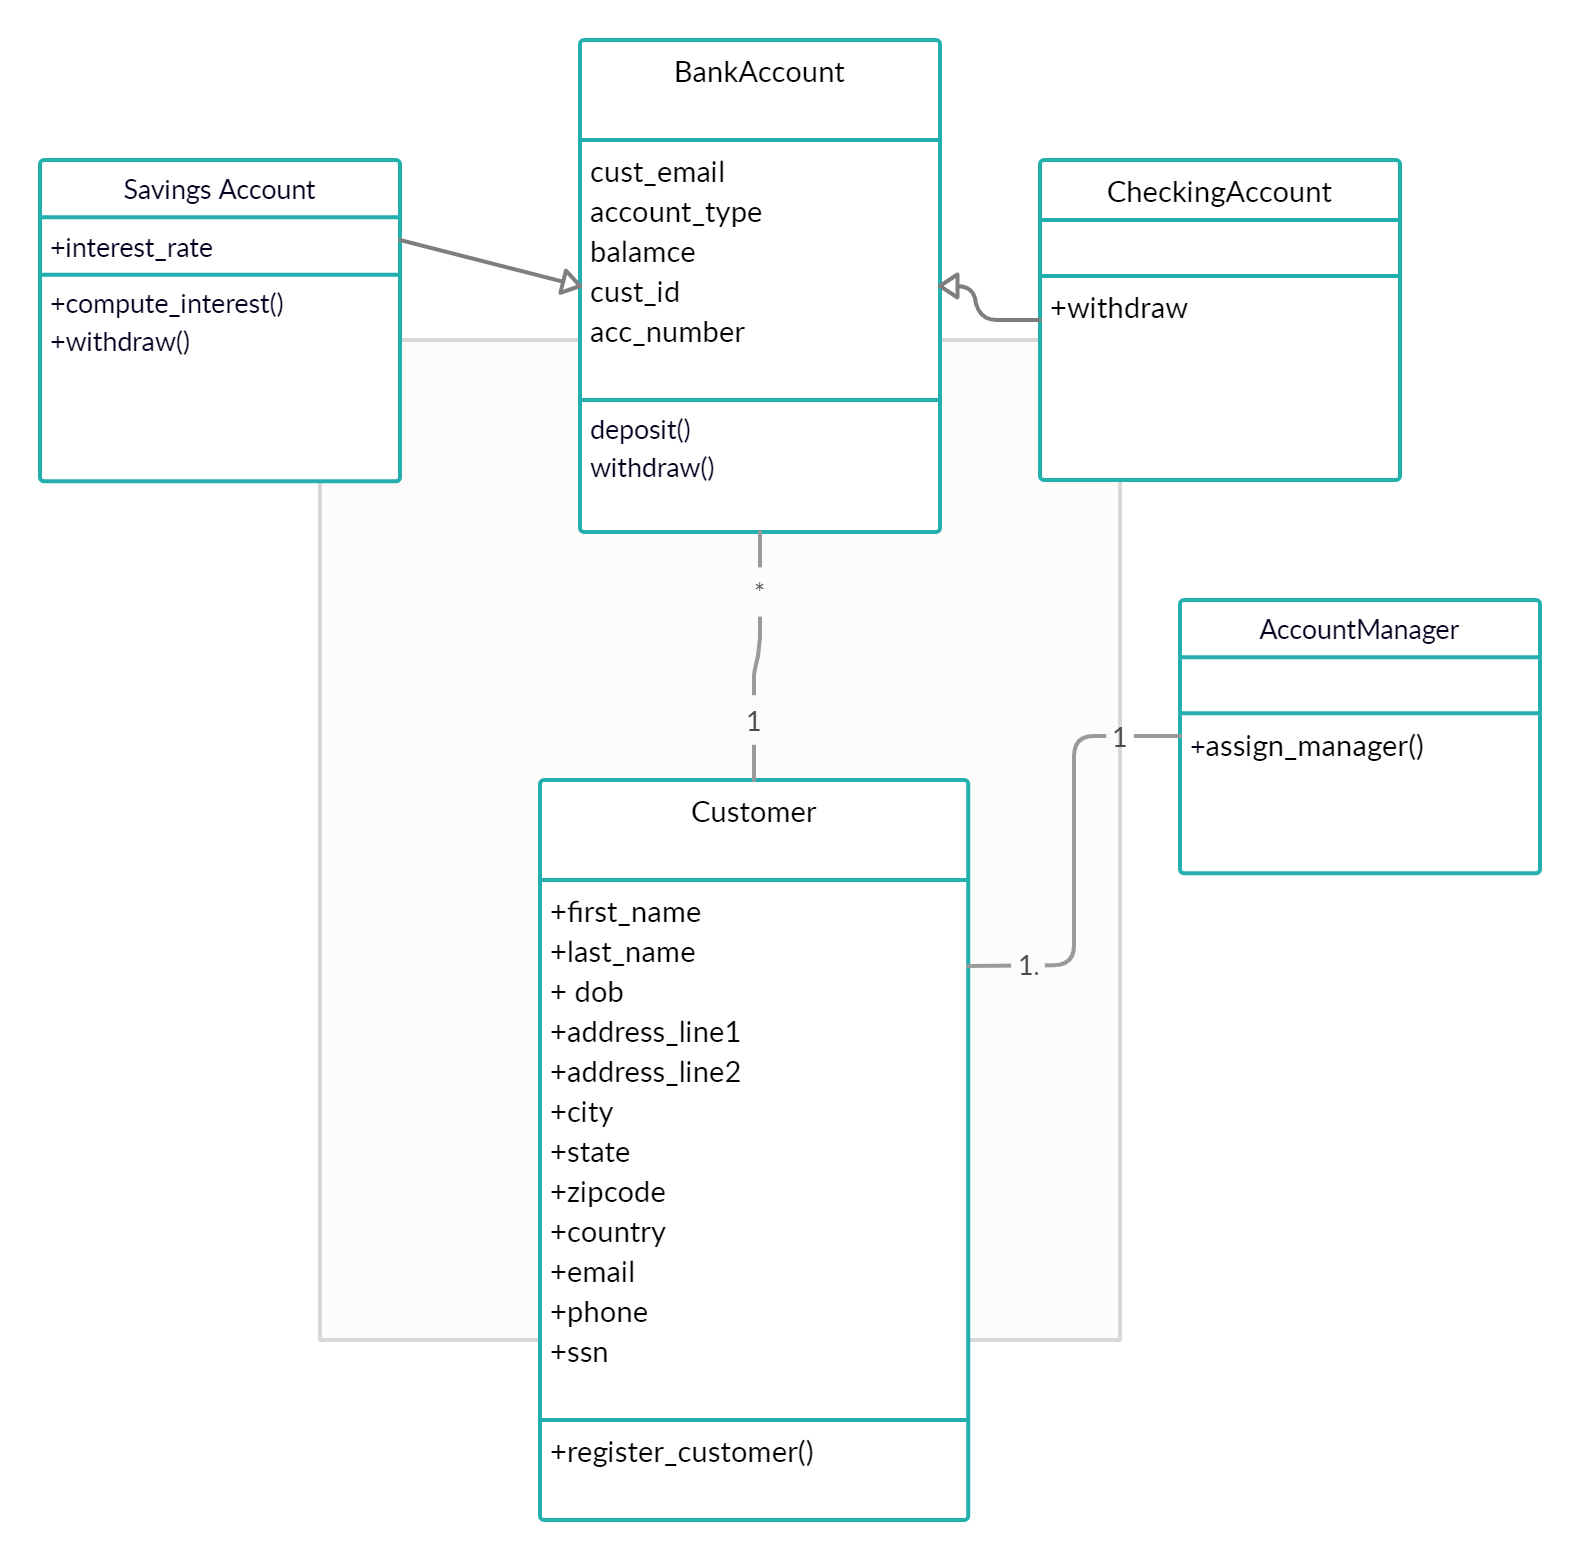 BankAccount
cust_email
account_type
balamce
cust_id
acc_number
deposit()
withdraw()
Savings Account
+interest_rate
+compute_interest()
+withdraw()
CheckingAccount
+withdraw
*
1
AccountManager
+assign_manager()
1
1.
Customer
+first_name
+last_name
+ dob
+address_line1
+address_line2
+city
+state
+zipcode
+country
+email
+phone
+ssn
+register_customer()